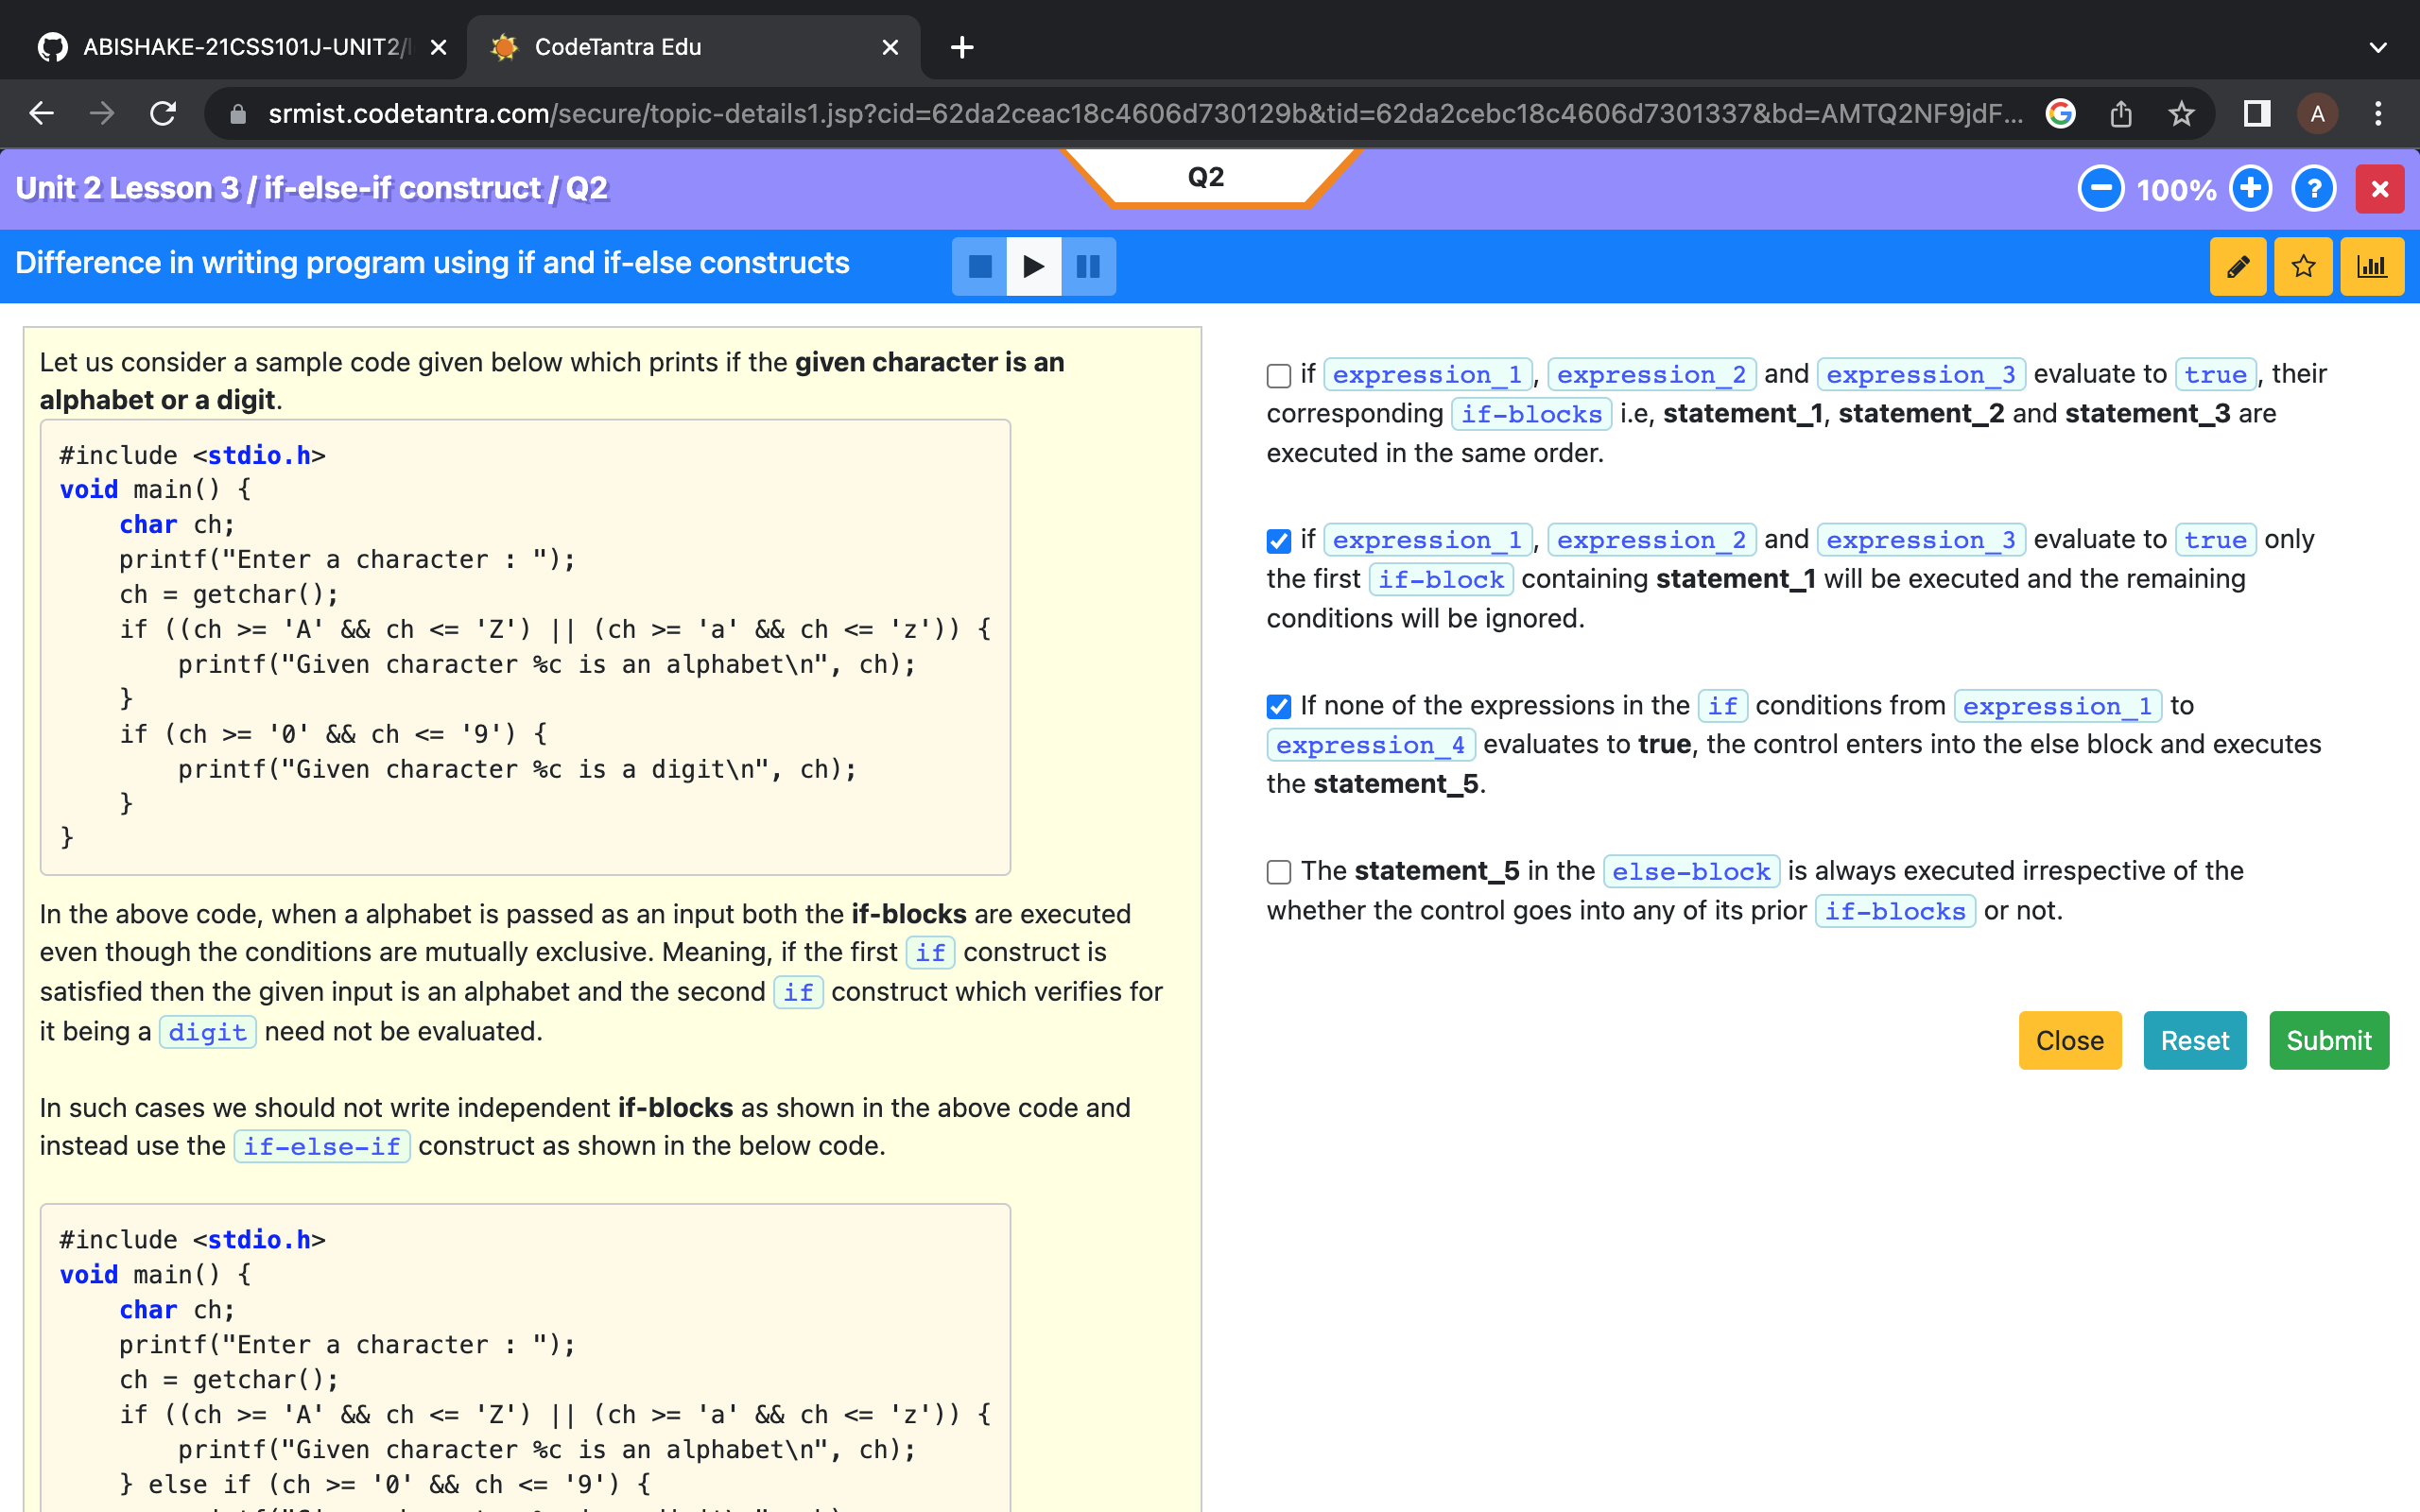 ABISHAKE-21CSS101J-UNIT2/
CodeTantra Edu
srmist.codetantra.com/secure/topic-details1.jsp?cid=62da2ceac18c4606d730129b&tid=62da2cebc18c4606d7301337&bd=AMTQ2NF9jdF...
A
Unit 2 Lesson 3 / if-else-if construct / Q2
Q2
100%
?
Difference in writing program using if and if-else constructs
Let us consider a sample code given below which prints if the given character is an
alphabet or a digit.
#include <stdio.h>
void main() {
    char ch;
    printf("Enter a character : ");
    ch = getchar();
    if ((ch >= 'A' && ch <= 'Z') || (ch >= 'a' && ch <= 'z')) {
        printf("Given character %c is an alphabet\n", ch);
    }
    if (ch >= '0' && ch <= '9') {
        printf("Given character %c is a digit\n", ch);
    }
}
In the above code, when a alphabet is passed as an input both the if-blocks are executed
even though the conditions are mutually exclusive. Meaning, if the first if construct is
satisfied then the given input is an alphabet and the second if construct which verifies for
it being a digit need not be evaluated.
In such cases we should not write independent if-blocks as shown in the above code and
instead use the if-else-if construct as shown in the below code.
#include <stdio.h>
void main() {
    char ch;
    printf("Enter a character : ");
    ch = getchar();
    if ((ch >= 'A' && ch <= 'Z') || (ch >= 'a' && ch <= 'z')) {
        printf("Given character %c is an alphabet\n", ch);
    } else if (ch >= '0' && ch <= '9') {
if expression_1, expression_2 and expression_3 evaluate to true, their
corresponding if-blocks i.e, statement_1, statement_2 and statement_3 are
executed in the same order.
if expression_1, expression_2 and expression_3 evaluate to true only
the first if-block containing statement_1 will be executed and the remaining
conditions will be ignored.
If none of the expressions in the if conditions from expression_1 to
expression_4 evaluates to true, the control enters into the else block and executes
the statement_5.
The statement_5 in the else-block is always executed irrespective of the
whether the control goes into any of its prior if-blocks or not.
Close
Reset
Submit